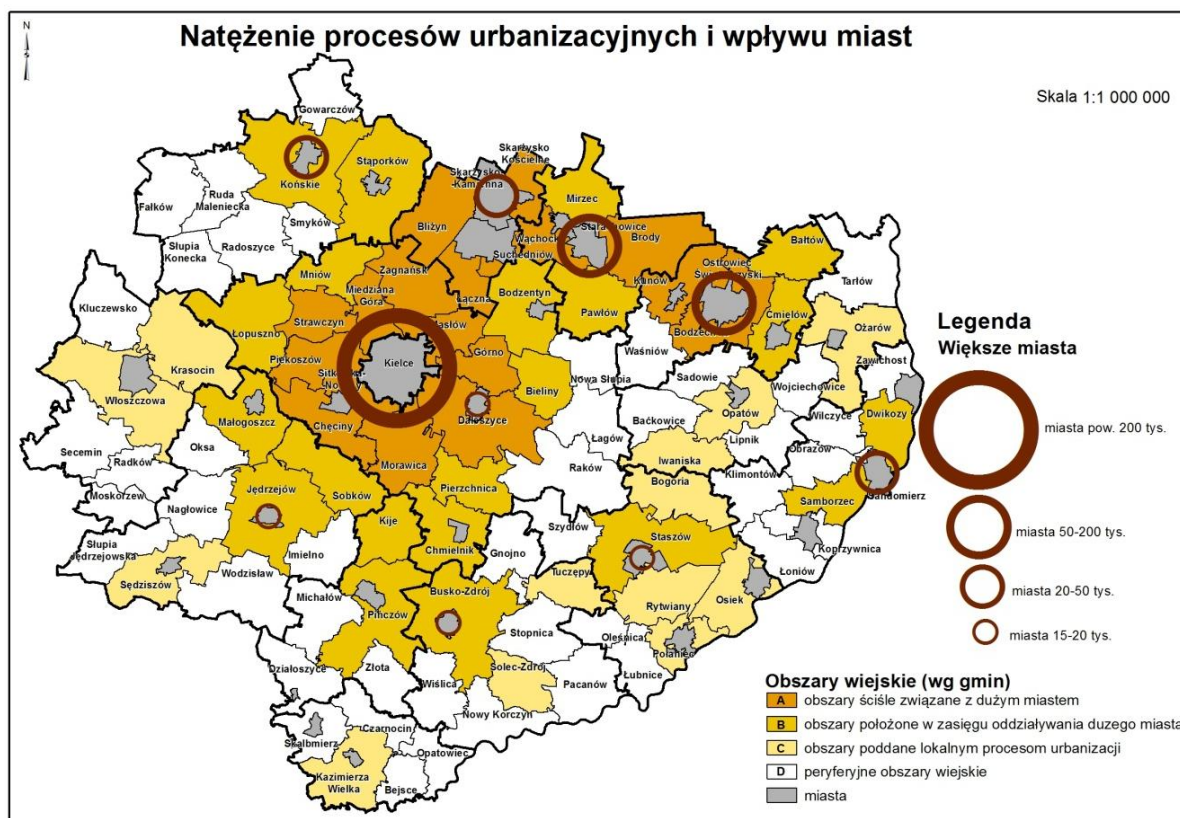 N
Natężenie procesów urbanizacyjnych i wpływu miast
Skala 1:1 000 000
Gowarczów
Końskie
Stąporków
Skarżysko
Kościelne
Skarżysko
Kamienna
Mirzec
Fałków
Ruda
Maleniecka
Smyków
Radoszyce
Słupia
Konecka
Bliżyn
Wąchock
Suchedniów
Brody
Bałtów
Ostrowiec
Tarłów
Kluczewsko
Mniów
Zagnańsk
Miedziana
Góra
Łączna
Bodzentyn
Pawłów
Kunów
Ćmielów
Łopuszno
Strawczyn
Ożarów
Krasocin
Piekoszów
Kielce
Górno
Waśniów
Zawichost
Włoszczowa
Bieliny
Nowa Słupia
Sadowie
Wojciechowice
Małogoszcz
Chęciny
Daleszyce
Baćkowice
Opatów
Wilczyce
Dwikozy
Oksa
Secemin
Radków
Morawica
Łagów
Lipnik
Obrazów
Iwaniska
Raków
Klimontów
Moskorzew
Jędrzejów
Sobków
Pierzchnica
Bogoria
Samborzec
Nagłowice
Kije
Szydłów
Staszów
Koprzywnica
Słupia
Imielno
Chmielnik
Gnojno
Łoniów
Sędziszów
Wodzisław
Michałów
Busko-Zdrój
Tuczępy
Rytwiany
Osiek
Pińczów
Stopnica
Oleśnica
Połaniec
Działoszyce
Złota
Wiślica
Solec-Zdrój
Pacanów
Łubnice
Nowy Korczyn
Skalbmierz
Czarnocin
Opatowiec
Kazimierza
Wielka
Bejsce
Legenda
Większe miasta
miasta pow. 200 tys.
miasta 50-200 tys.
miasta 20-50 tys.
miasta 15-20 tys.
Obszary wiejskie (wg gmin)
A obszary ściśle związane z dużym miastem
B obszary położone w zasięgu oddziaływania duzego miasta
C obszary poddane lokalnym procesom urbanizacji
D peryferyjne obszary wiejskie
miasta